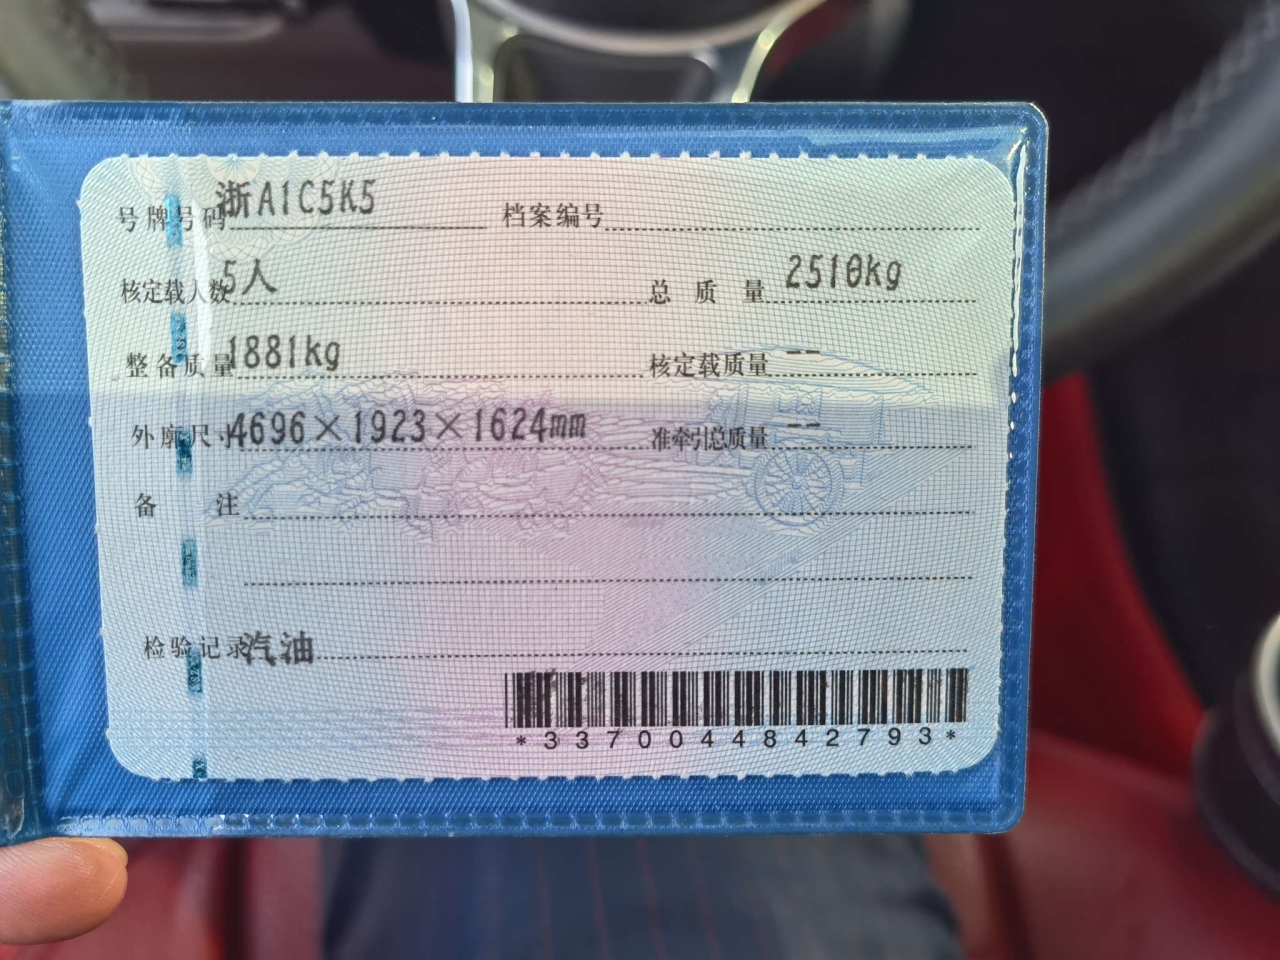 号牌号码 浙A1C5K5 档案编号
核定载人数 5人 总质量 2510kg
整备质量 1881kg 核定载质量 --
外廓尺寸 4696×1923×1624mm 准牵引总质量 --
备注
检验记录 汽油
*3370044842793*